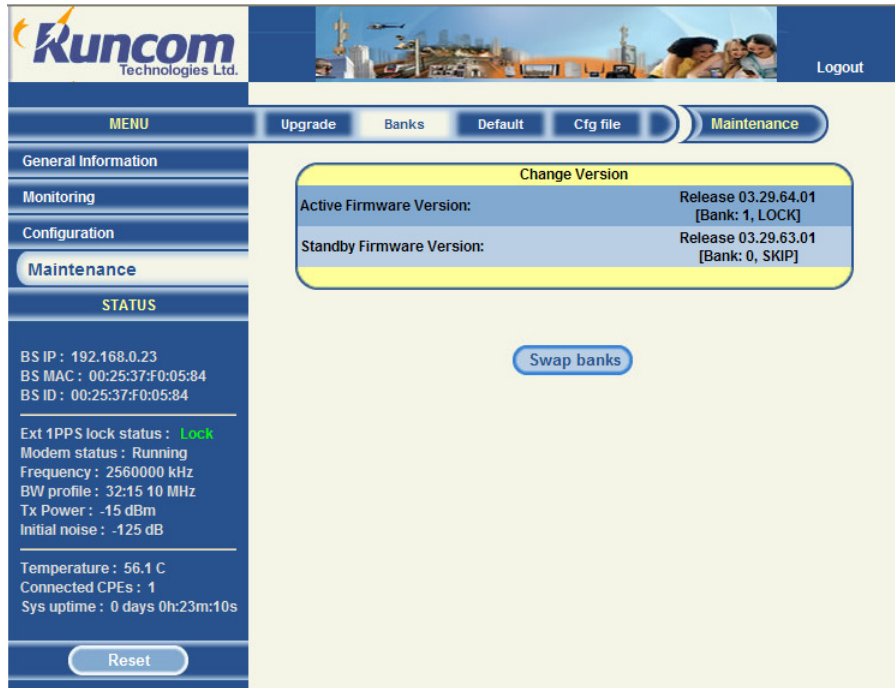 Runcom
Technologies Ltd.
Logout
MENU
Upgrade
Banks
Default
Cfg file
Maintenance
General Information
Monitoring
Configuration
Maintenance
STATUS
Change Version
Active Firmware Version:
Release 03.29.64.01
[Bank: 1, LOCK]
Standby Firmware Version:
Release 03.29.63.01
[Bank: 0, SKIP]
Swap banks
BS IP : 192.168.0.23
BS MAC : 00:25:37:F0:05:84
BS ID : 00:25:37:F0:05:84
Ext 1PPS lock status : Lock
Modem status : Running
Frequency : 2560000 kHz
BW profile : 32:15 10 MHz
Tx Power : -15 dBm
Initial noise : -125 dB
Temperature : 56.1 C
Connected CPEs : 1
Sys uptime : 0 days 0h:23m:10s
Reset